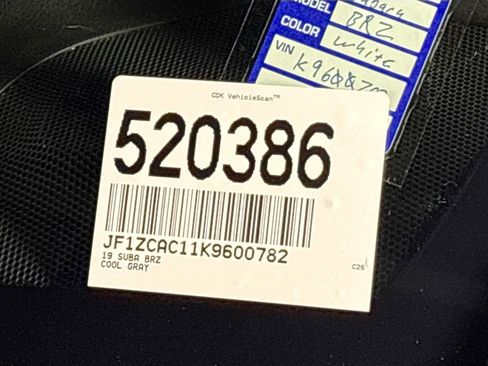 MODEL BRZ
COLOR White
VIN
CDK VehicleScan™
520386
JF1ZCAC11K9600782
19 SUBA BRZ
COOL GRAY
C26